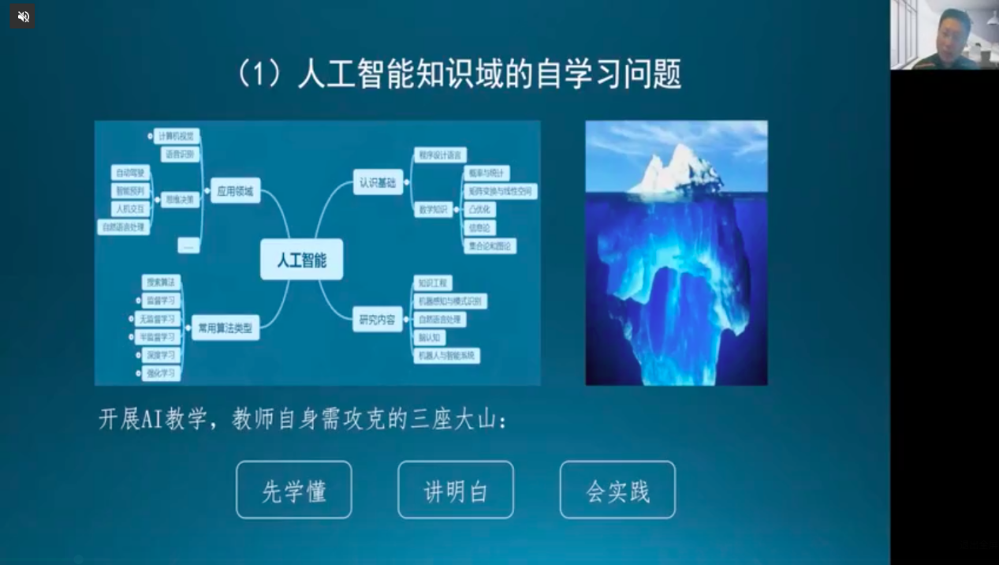 （1）人工智能知识域的自学习问题
计算机视觉
语音识别
自动驾驶
智能预判
人机交互
自然语言处理
思维决策
应用领域
……
人工智能
认识基础
程序设计语言
数学知识
概率与统计
矩阵变换与线性空间
凸优化
信息论
集合论和图论
搜索算法
监督学习
无监督学习
半监督学习
深度学习
强化学习
常用算法类型
研究内容
知识工程
机器感知与模式识别
自然语言处理
脑认知
机器人与智能系统
开展AI教学，教师自身需攻克的三座大山：
先学懂
讲明白
会实践